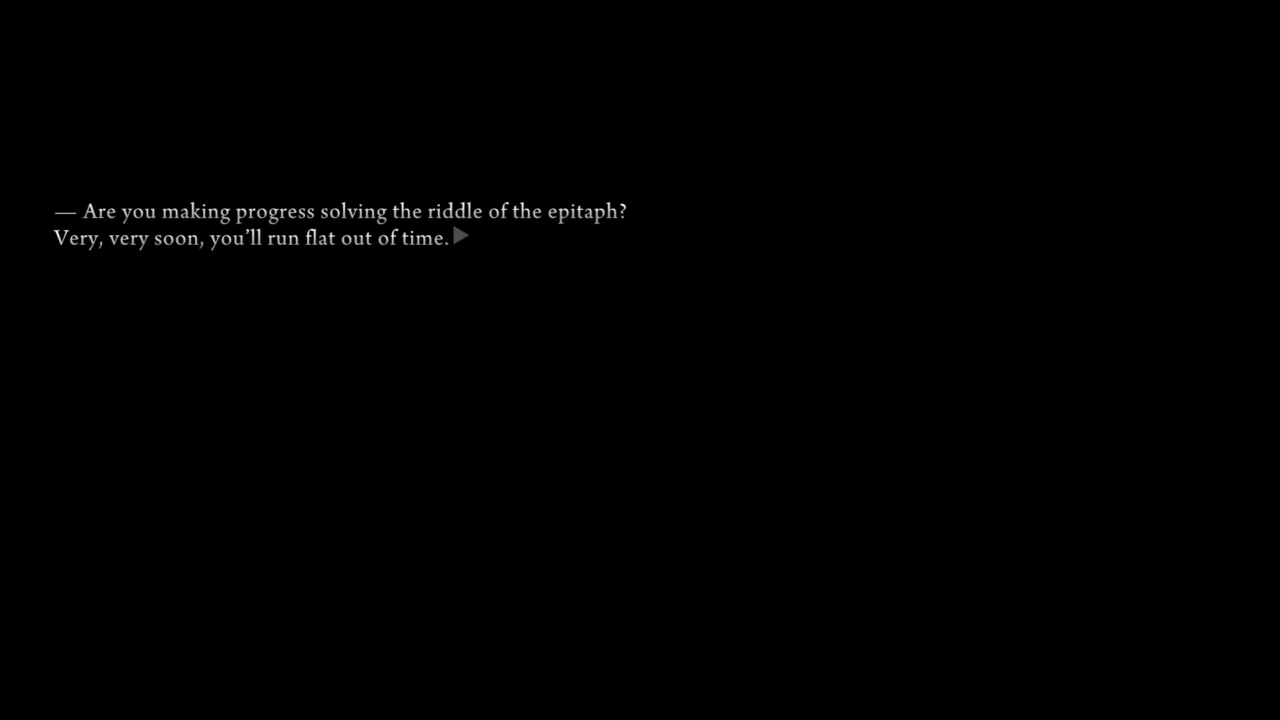 — Are you making progress solving the riddle of the epitaph?
Very, very soon, you’ll run flat out of time.